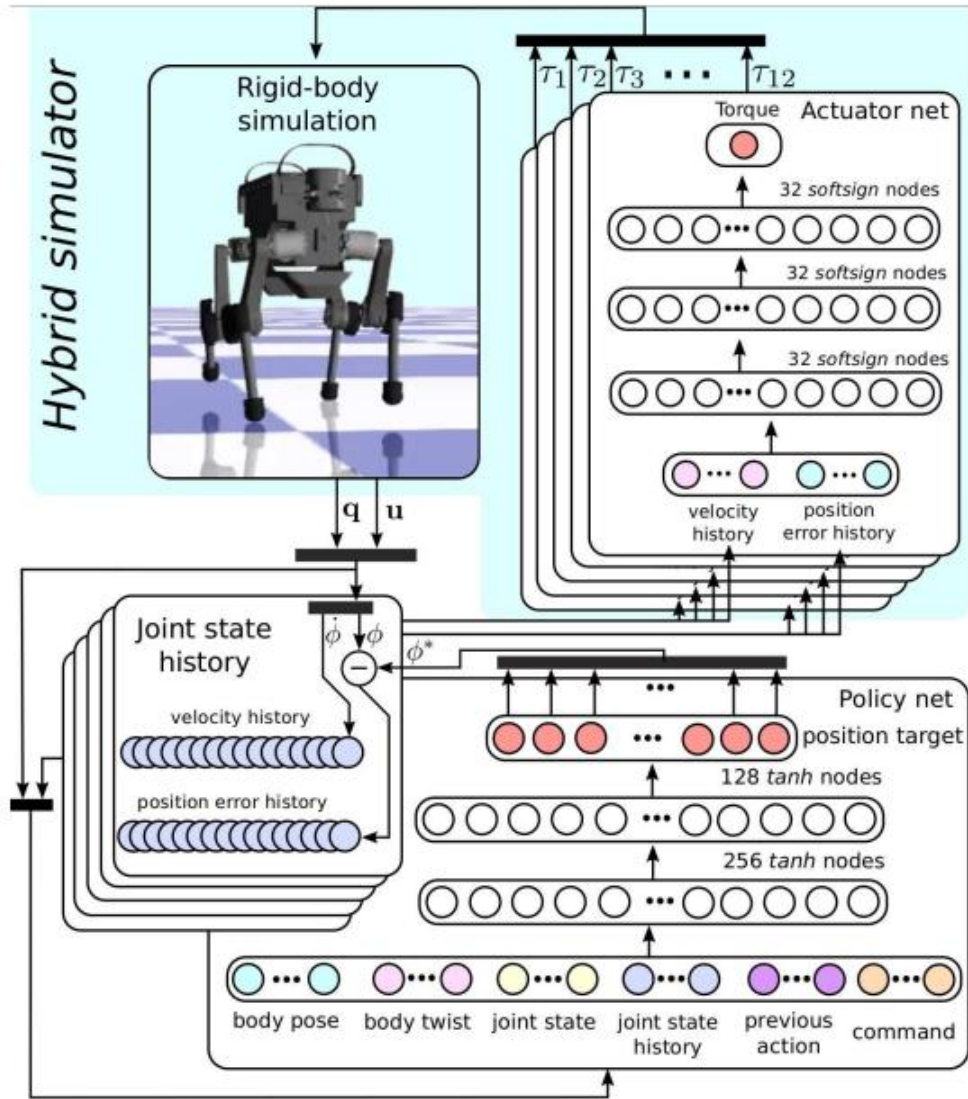 Hybrid simulator
Rigid-body
simulation
τ1 τ2 τ3 ... τ12
Actuator net
Torque
32 softsign nodes
32 softsign nodes
32 softsign nodes
velocity
history
position
error history
q u
Joint state
history
ϕ̇ ϕ
−
ϕ*
velocity history
position error history
Policy net
position target
128 tanh nodes
256 tanh nodes
body pose
body twist
joint state
joint state
history
previous
action
command